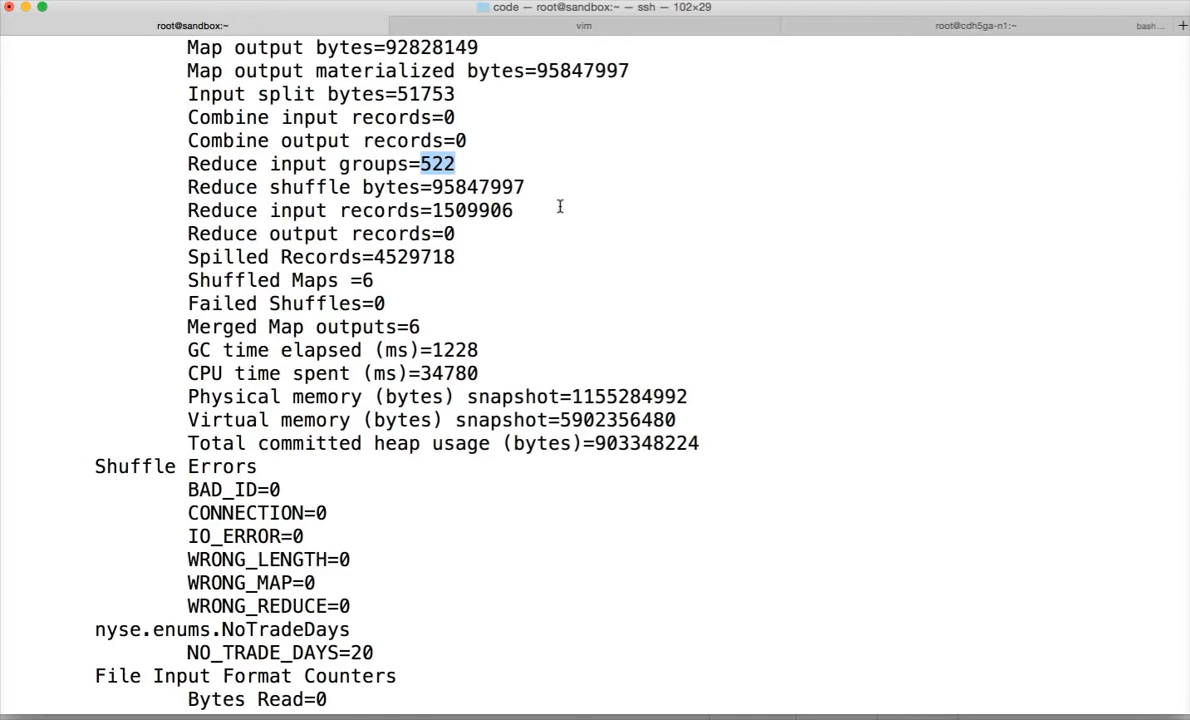 code — root@sandbox:~ — ssh — 102×29
root@sandbox:~ vim root@cdh5ga-n1:~ bash... +
Map output bytes=92828149
Map output materialized bytes=95847997
Input split bytes=51753
Combine input records=0
Combine output records=0
Reduce input groups=522
Reduce shuffle bytes=95847997
Reduce input records=1509906
Reduce output records=0
Spilled Records=4529718
Shuffled Maps =6
Failed Shuffles=0
Merged Map outputs=6
GC time elapsed (ms)=1228
CPU time spent (ms)=34780
Physical memory (bytes) snapshot=1155284992
Virtual memory (bytes) snapshot=5902356480
Total committed heap usage (bytes)=903348224
Shuffle Errors
BAD_ID=0
CONNECTION=0
IO_ERROR=0
WRONG_LENGTH=0
WRONG_MAP=0
WRONG_REDUCE=0
nyse.enums.NoTradeDays
NO_TRADE_DAYS=20
File Input Format Counters
Bytes Read=0